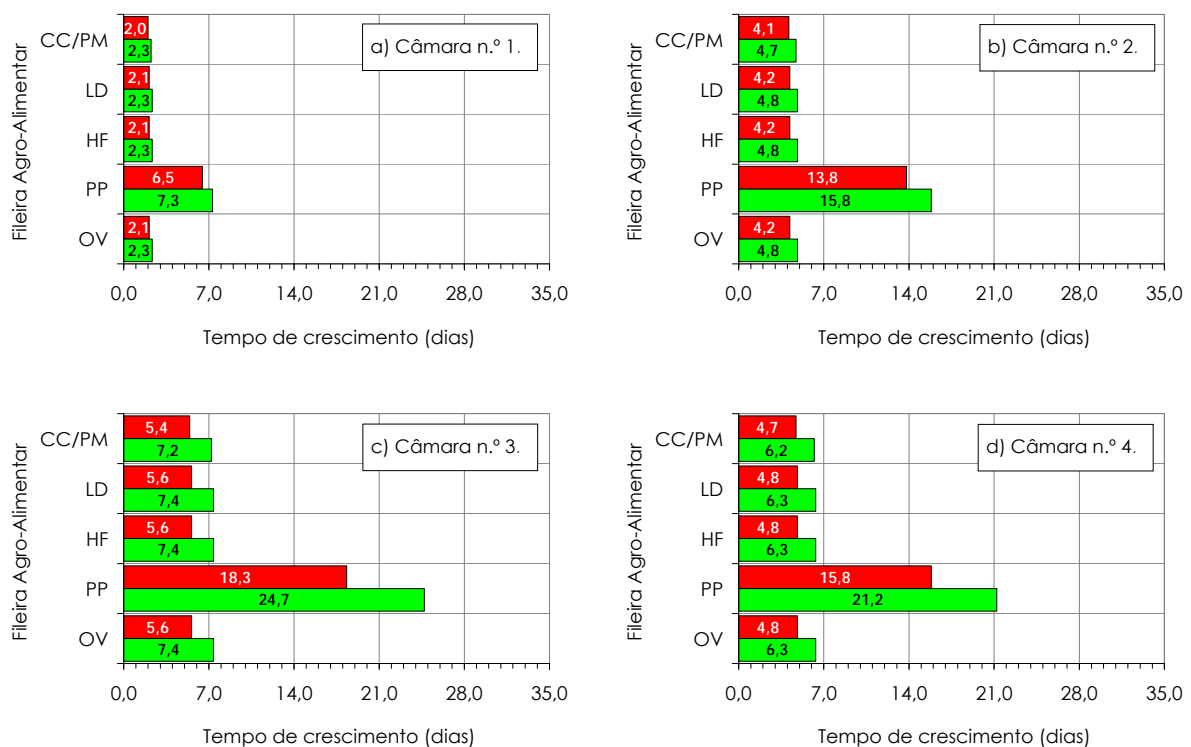 a) Câmara n.º 1.
Fileira Agro-Alimentar
CC/PM
2,0
2,3
LD
2,1
2,3
HF
2,1
2,3
PP
6,5
7,3
OV
2,1
2,3
0,0 7,0 14,0 21,0 28,0 35,0
Tempo de crescimento (dias)
b) Câmara n.º 2.
Fileira Agro-Alimentar
CC/PM
4,1
4,7
LD
4,2
4,8
HF
4,2
4,8
PP
13,8
15,8
OV
4,2
4,8
0,0 7,0 14,0 21,0 28,0 35,0
Tempo de crescimento (dias)
c) Câmara n.º 3.
Fileira Agro-Alimentar
CC/PM
5,4
7,2
LD
5,6
7,4
HF
5,6
7,4
PP
18,3
24,7
OV
5,6
7,4
0,0 7,0 14,0 21,0 28,0 35,0
Tempo de crescimento (dias)
d) Câmara n.º 4.
Fileira Agro-Alimentar
CC/PM
4,7
6,2
LD
4,8
6,3
HF
4,8
6,3
PP
15,8
21,2
OV
4,8
6,3
0,0 7,0 14,0 21,0 28,0 35,0
Tempo de crescimento (dias)